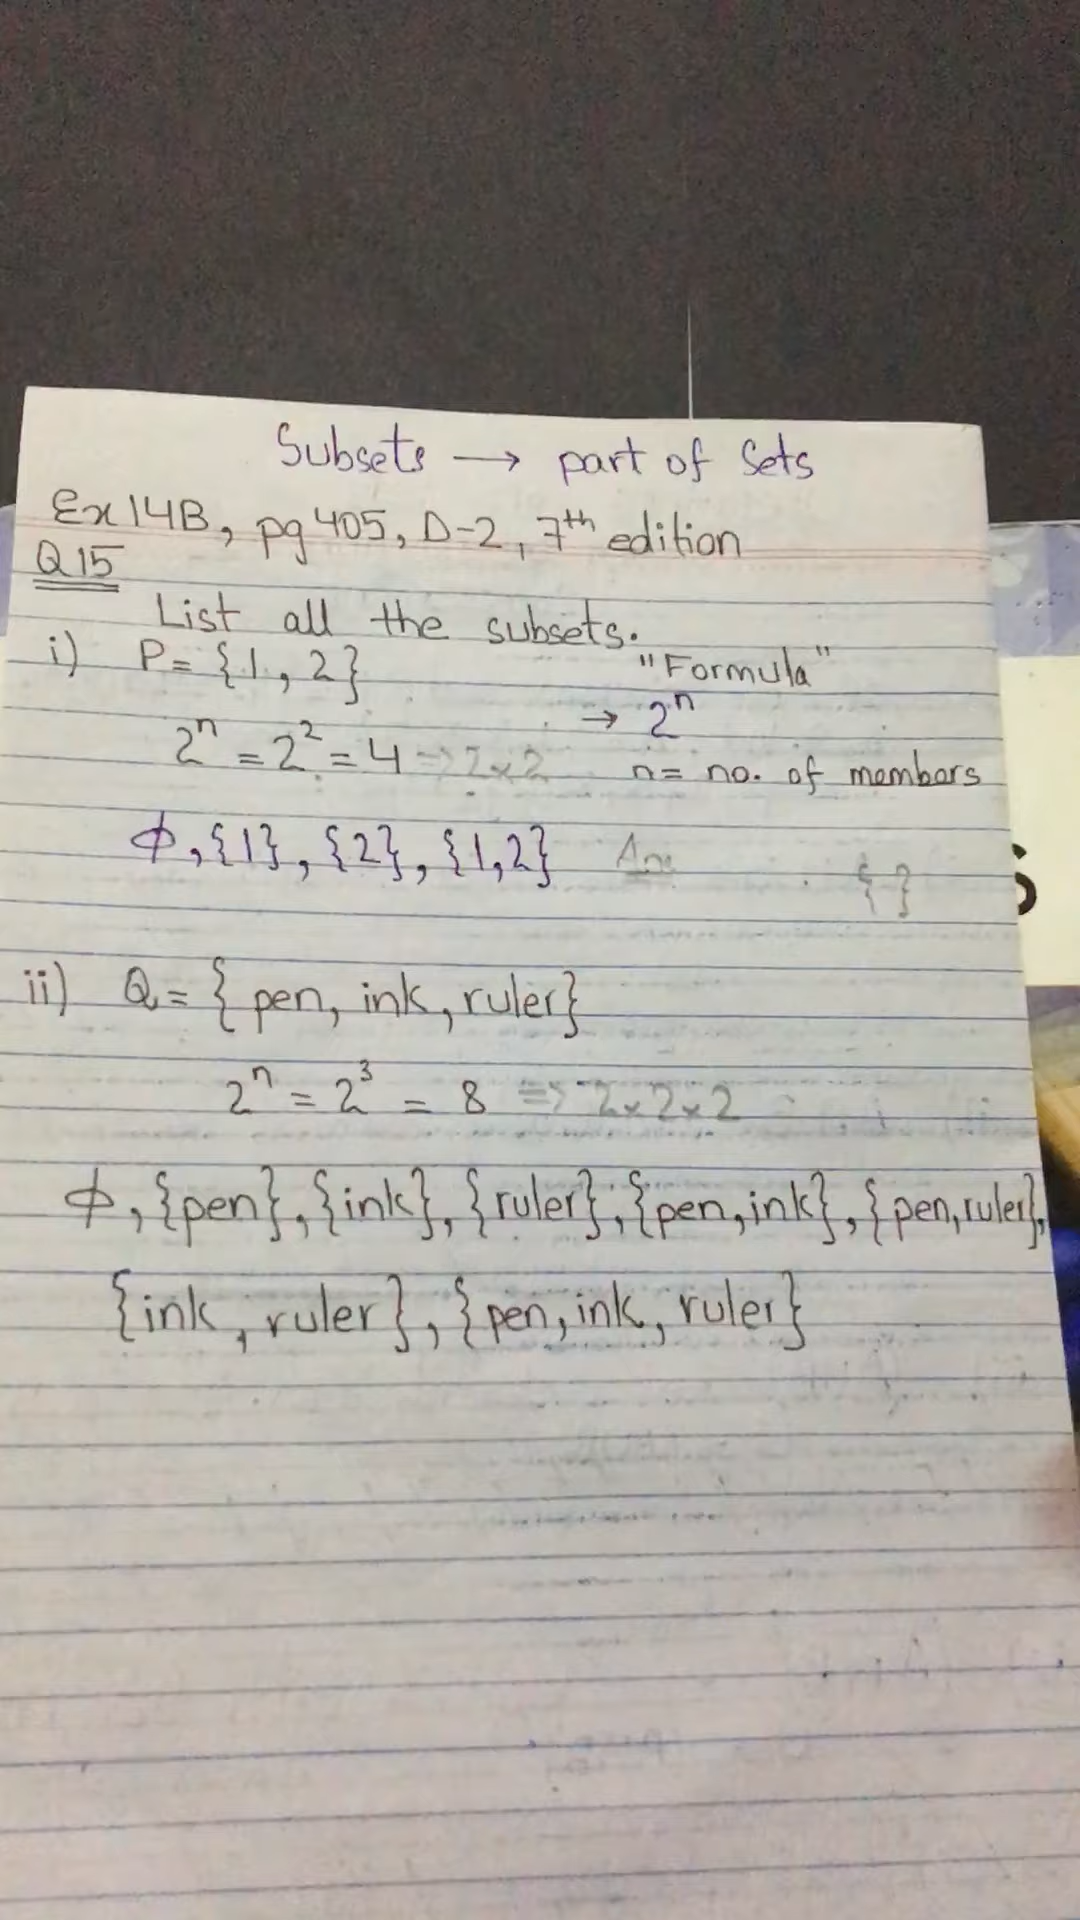 Subsets → part of Sets
Ex 14B, pg 405, D-2, 7th edition
Q15
List all the subsets.
i) P = {1, 2}
"Formula"
→ 2ⁿ
2ⁿ = 2² = 4 => 2×2
n = no. of members
ϕ, {1}, {2}, {1,2} Ans
{ }
ii) Q = { pen, ink, ruler}
2ⁿ = 2³ = 8 => 2×2×2
ϕ, {pen}, {ink}, {ruler}, {pen, ink}, {pen, ruler},
{ink, ruler}, {pen, ink, ruler}